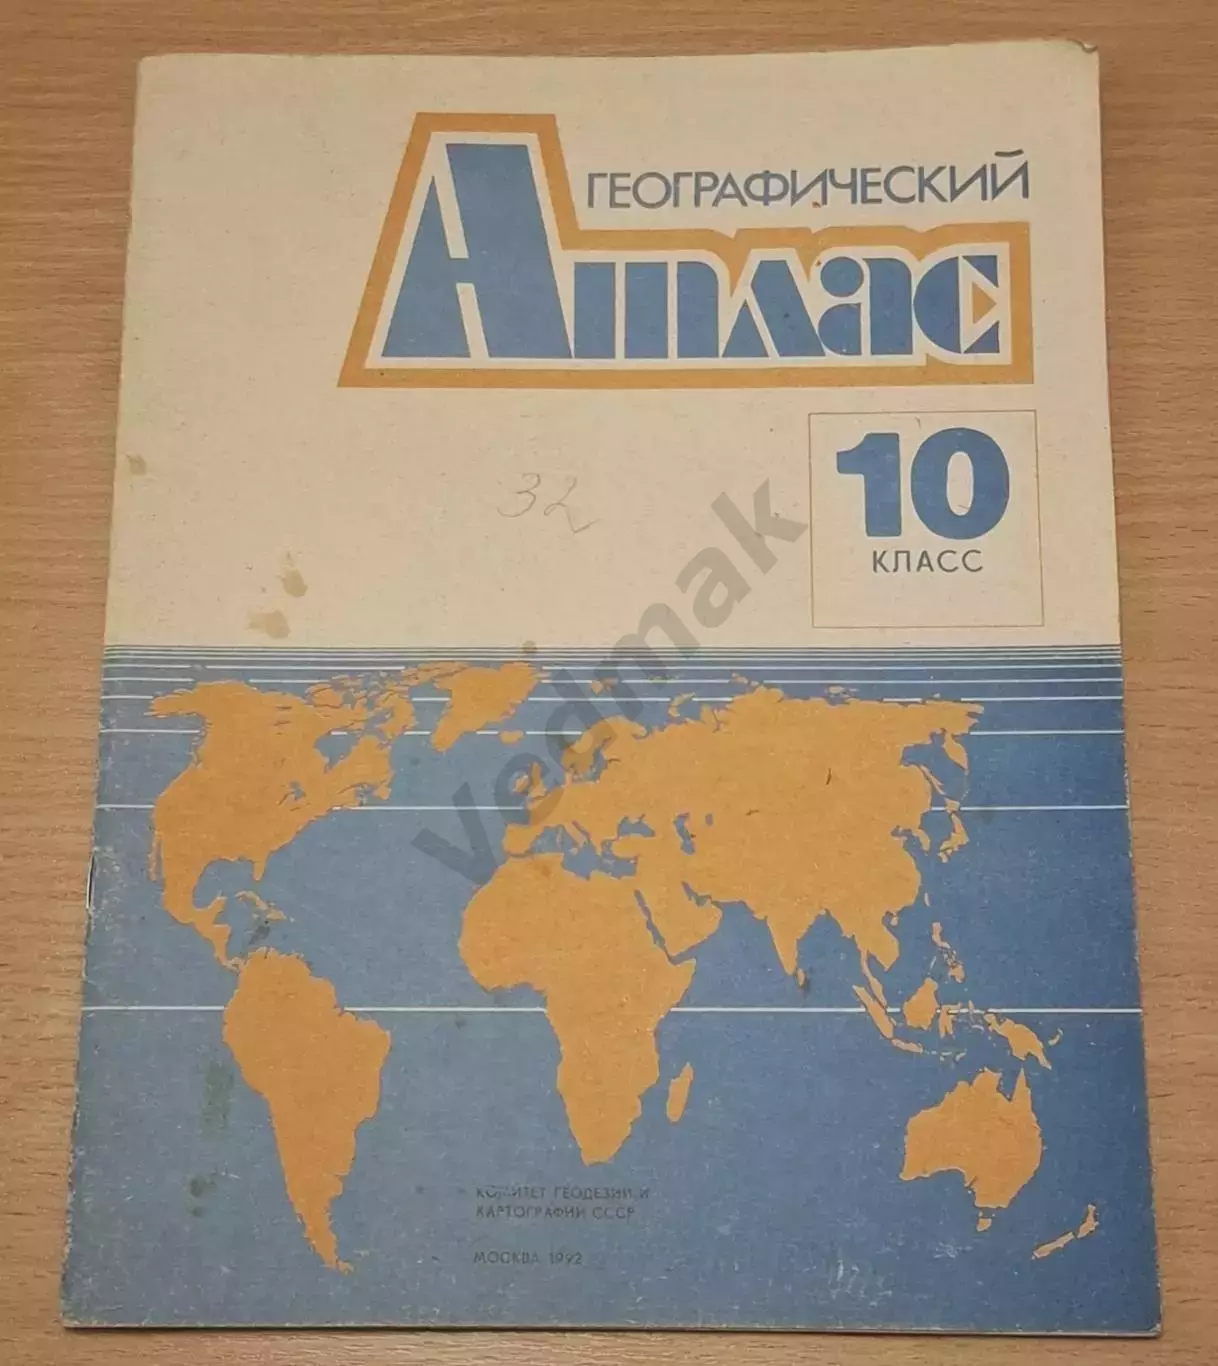 ГЕОГРАФИЧЕСКИЙ
Атлас
10
КЛАСС
32
Vedmak
КОМИТЕТ ГЕОДЕЗИИ И
КАРТОГРАФИИ СССР
МОСКВА 1992